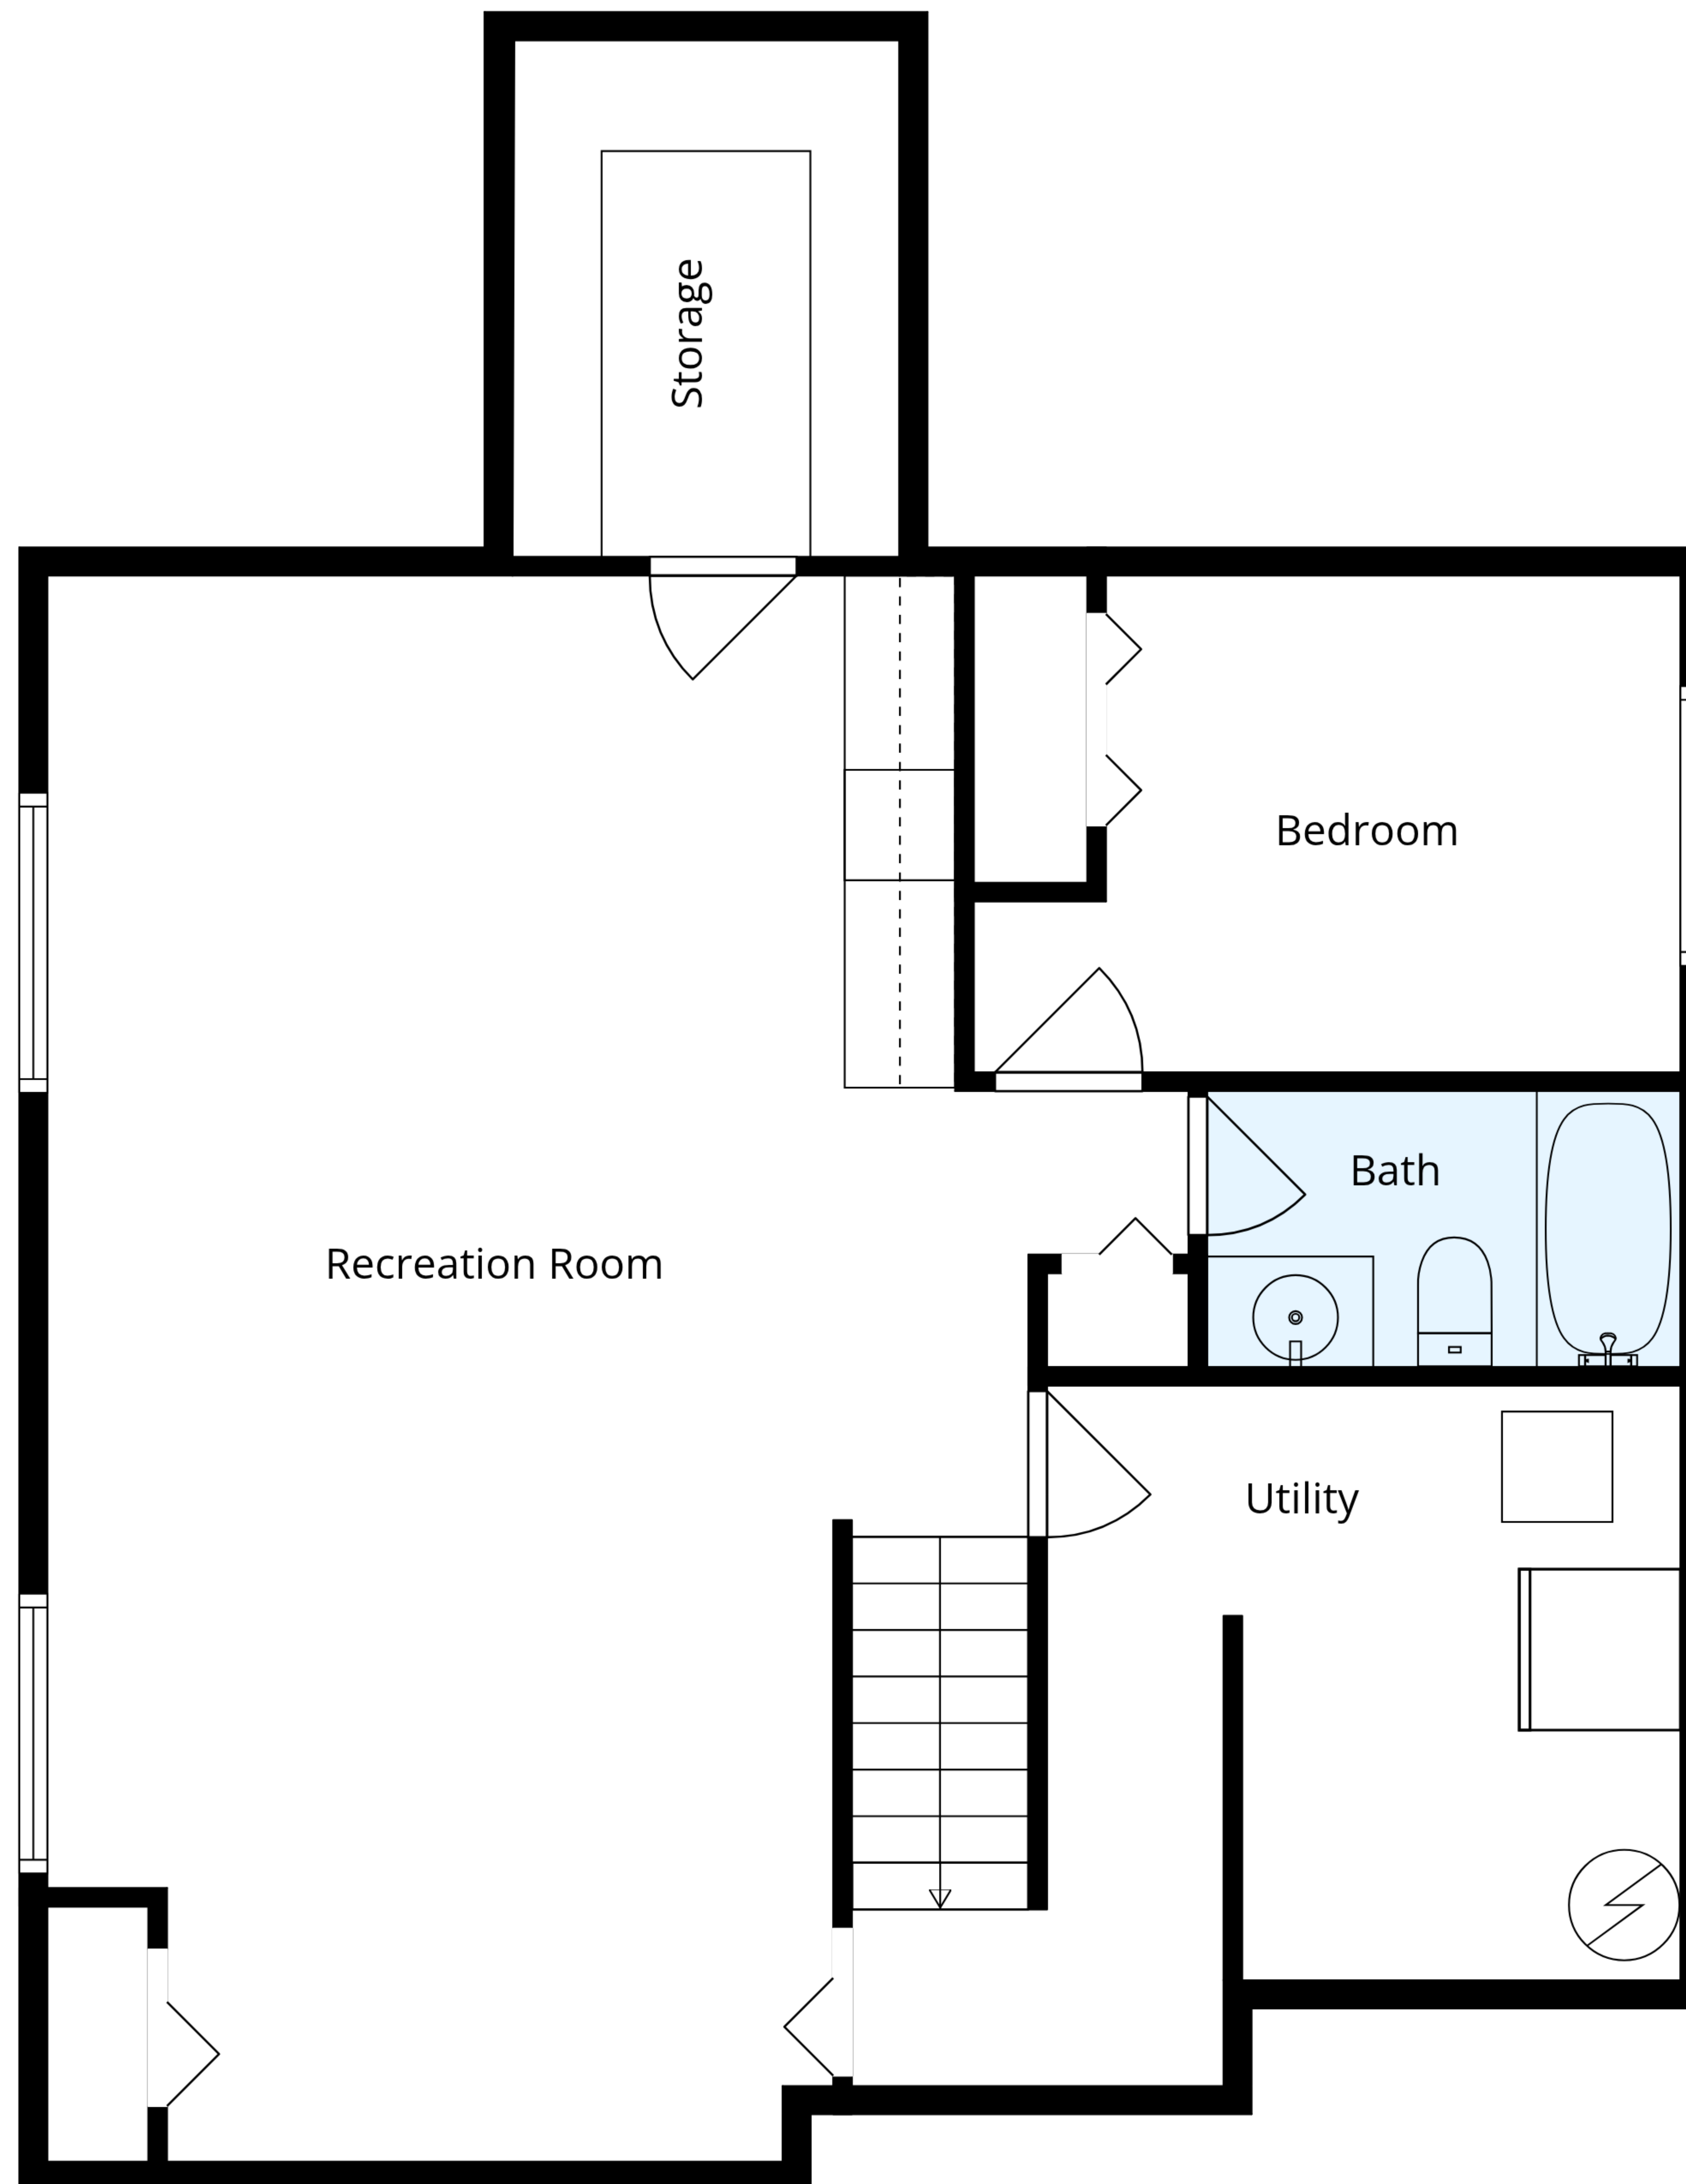 Storage
Bedroom
Bath
Recreation Room
Utility